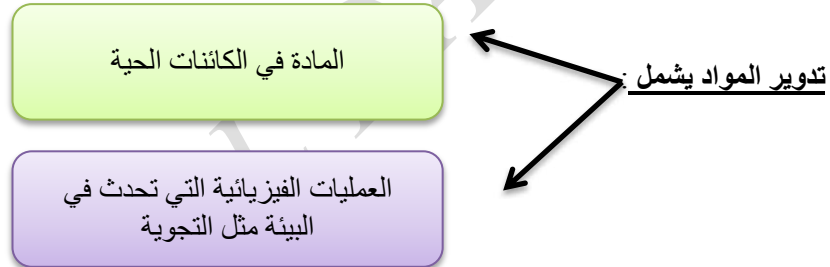 تدوير المواد يشمل :
المادة في الكائنات الحية
العمليات الفيزيائية التي تحدث في
البيئة مثل التجوية